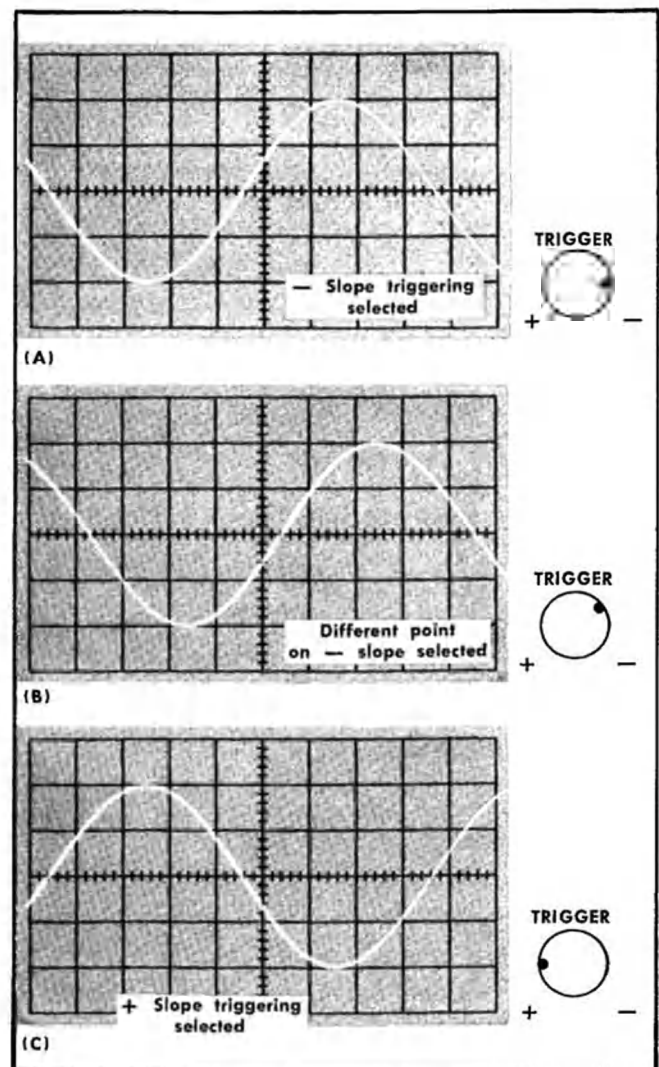 — Slope triggering
selected
TRIGGER
+ −
(A)
Different point
on — slope selected
TRIGGER
+ −
(B)
+ Slope triggering
selected
TRIGGER
+ −
(C)